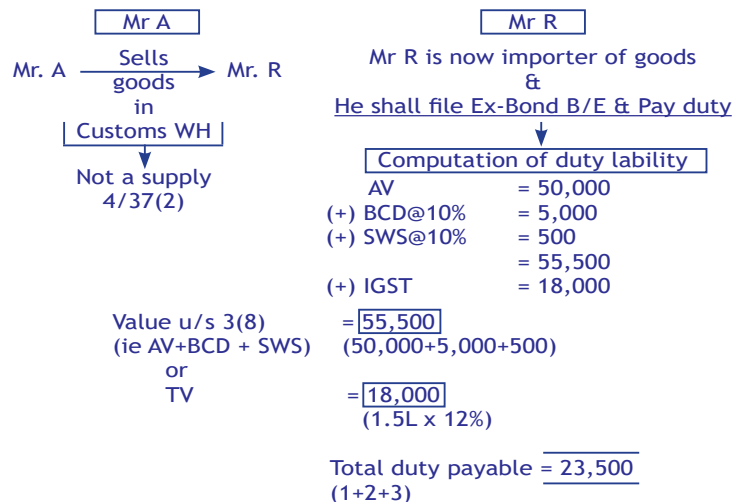 Mr A
Sells
Mr. A
Mr. R
goods
in
Customs WH
Not a supply
4/37(2)
Mr R
Mr R is now importer of goods
&
He shall file Ex-Bond B/E & Pay duty
Computation of duty lability
AV = 50,000
(+) BCD@10% = 5,000
(+) SWS@10% = 500
= 55,500
(+) IGST = 18,000
Value u/s 3(8) = 55,500
(ie AV+BCD + SWS) (50,000+5,000+500)
or
TV = 18,000
(1.5L x 12%)
Total duty payable = 23,500
(1+2+3)